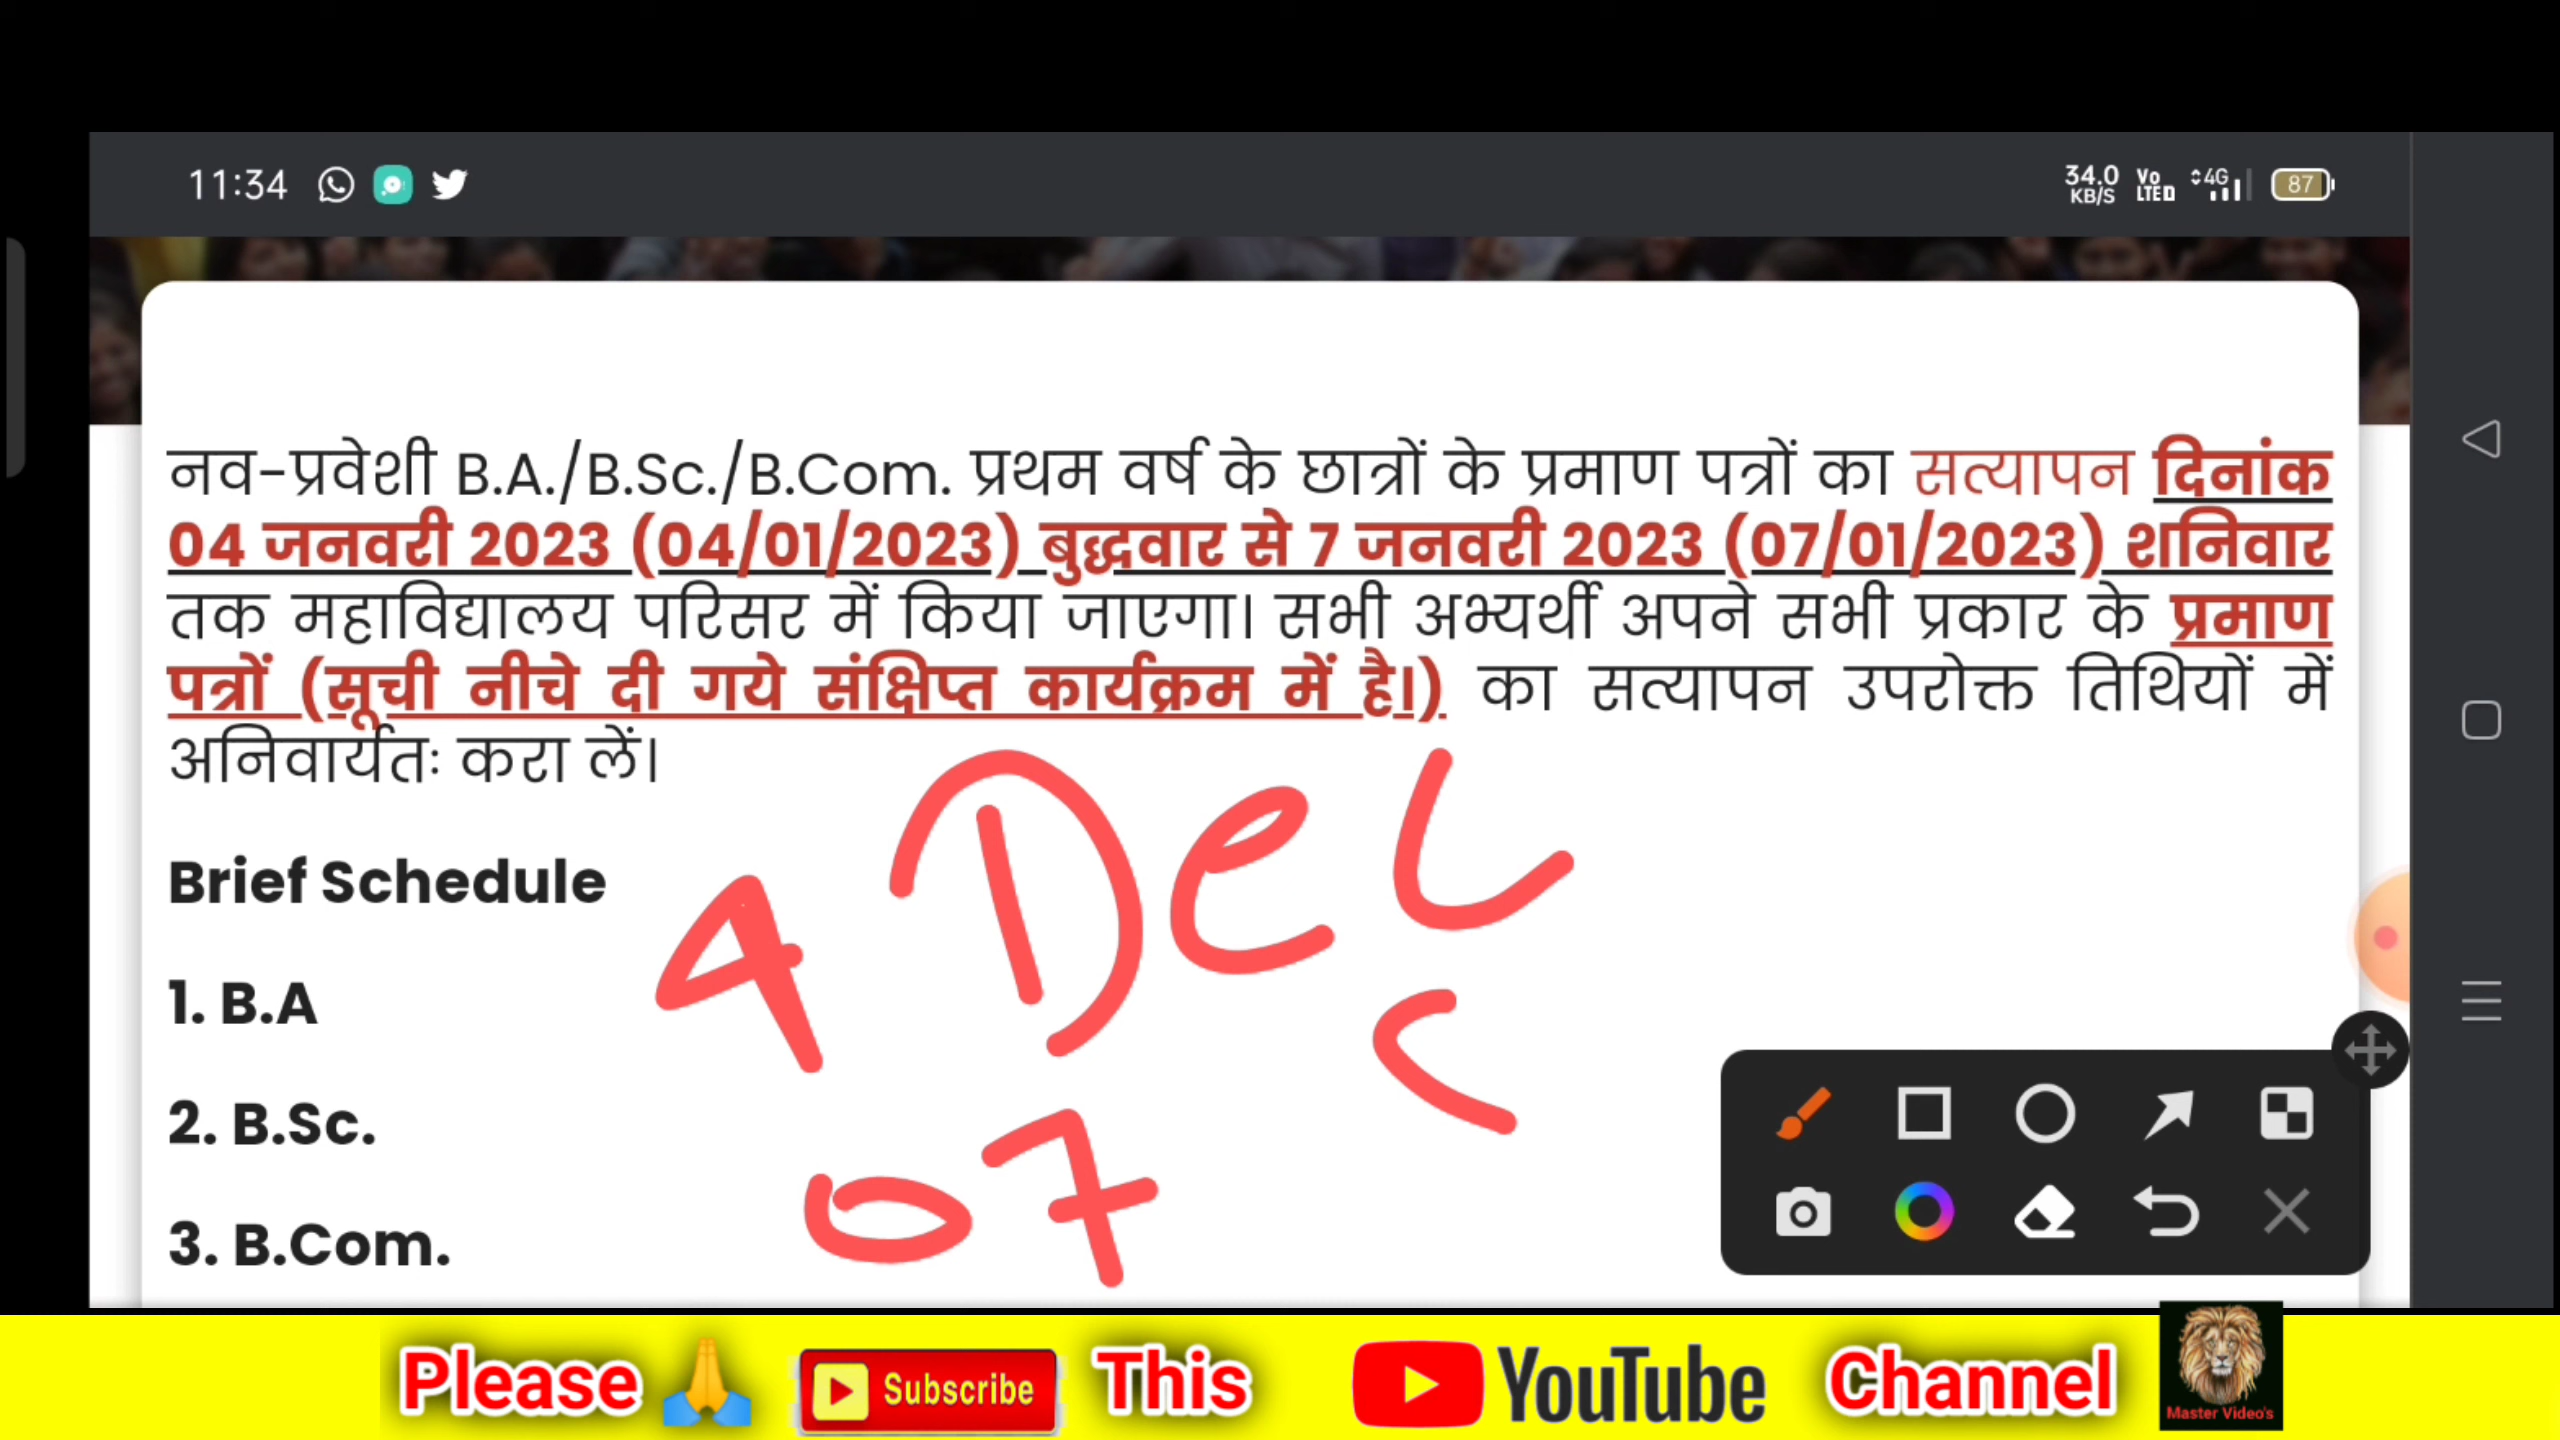 11:34
34.0 KB/S Vo LTE 4G 87
नव-प्रवेशी B.A./B.Sc./B.Com. प्रथम वर्ष के छात्रों के प्रमाण पत्रों का सत्यापन दिनांक
04 जनवरी 2023 (04/01/2023) बुद्धवार से 7 जनवरी 2023 (07/01/2023) शनिवार
तक महाविद्यालय परिसर में किया जाएगा। सभी अभ्यर्थी अपने सभी प्रकार के प्रमाण
पत्रों (सूची नीचे दी गये संक्षिप्त कार्यक्रम में है।) का सत्यापन उपरोक्त तिथियों में
अनिवार्यतः करा लें।
4 Dec
Brief Schedule
1. B.A
2. B.Sc.
07
3. B.Com.
Please Subscribe This YouTube Channel
Master Video's